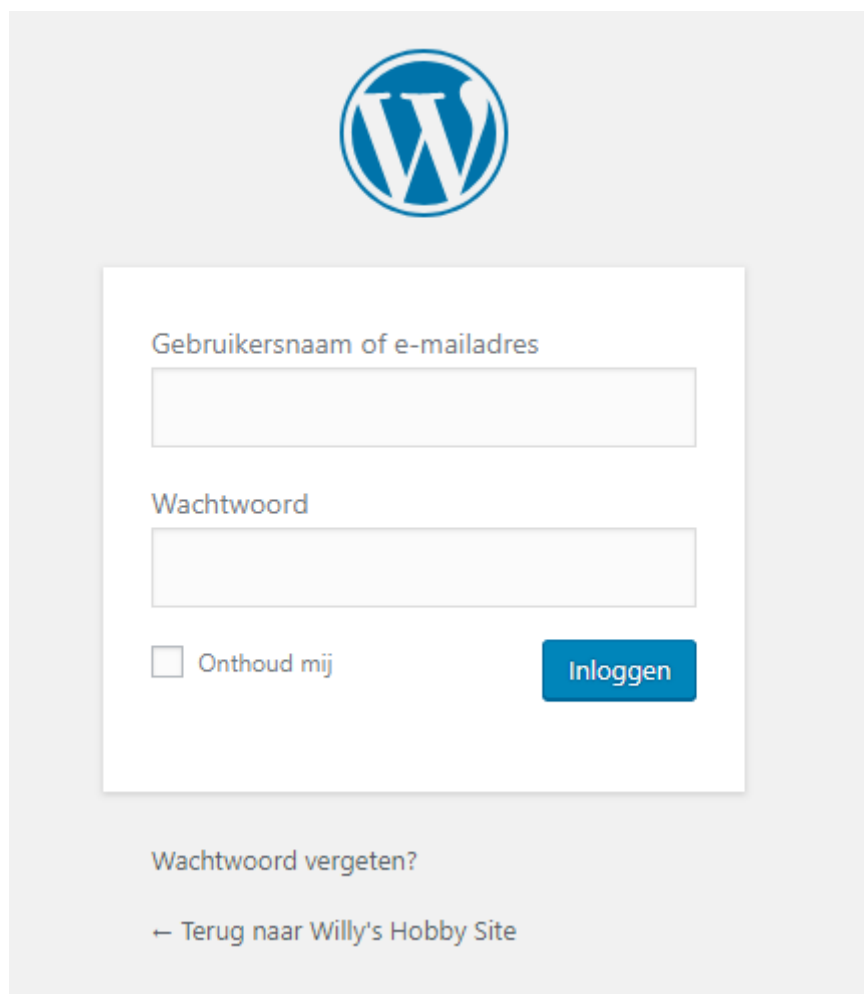 Gebruikersnaam of e-mailadres
Wachtwoord
Onthoud mij
Inloggen
Wachtwoord vergeten?
← Terug naar Willy's Hobby Site